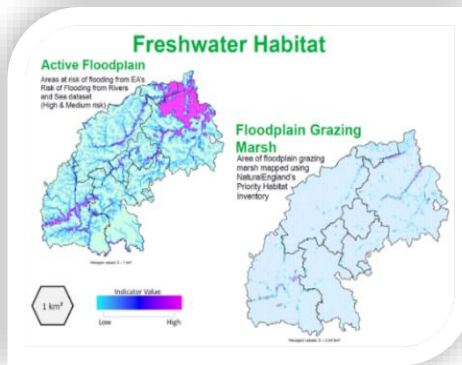 Freshwater Habitat
Active Floodplain
Areas at risk of flooding from EA's
Risk of Flooding from Rivers
and Sea dataset
(High & Medium risk)
Floodplain Grazing
Marsh
Area of floodplain grazing
marsh mapped using
NaturalEngland's
Priority Habitat
Inventory
1 km²
Indicator Value
Low
High